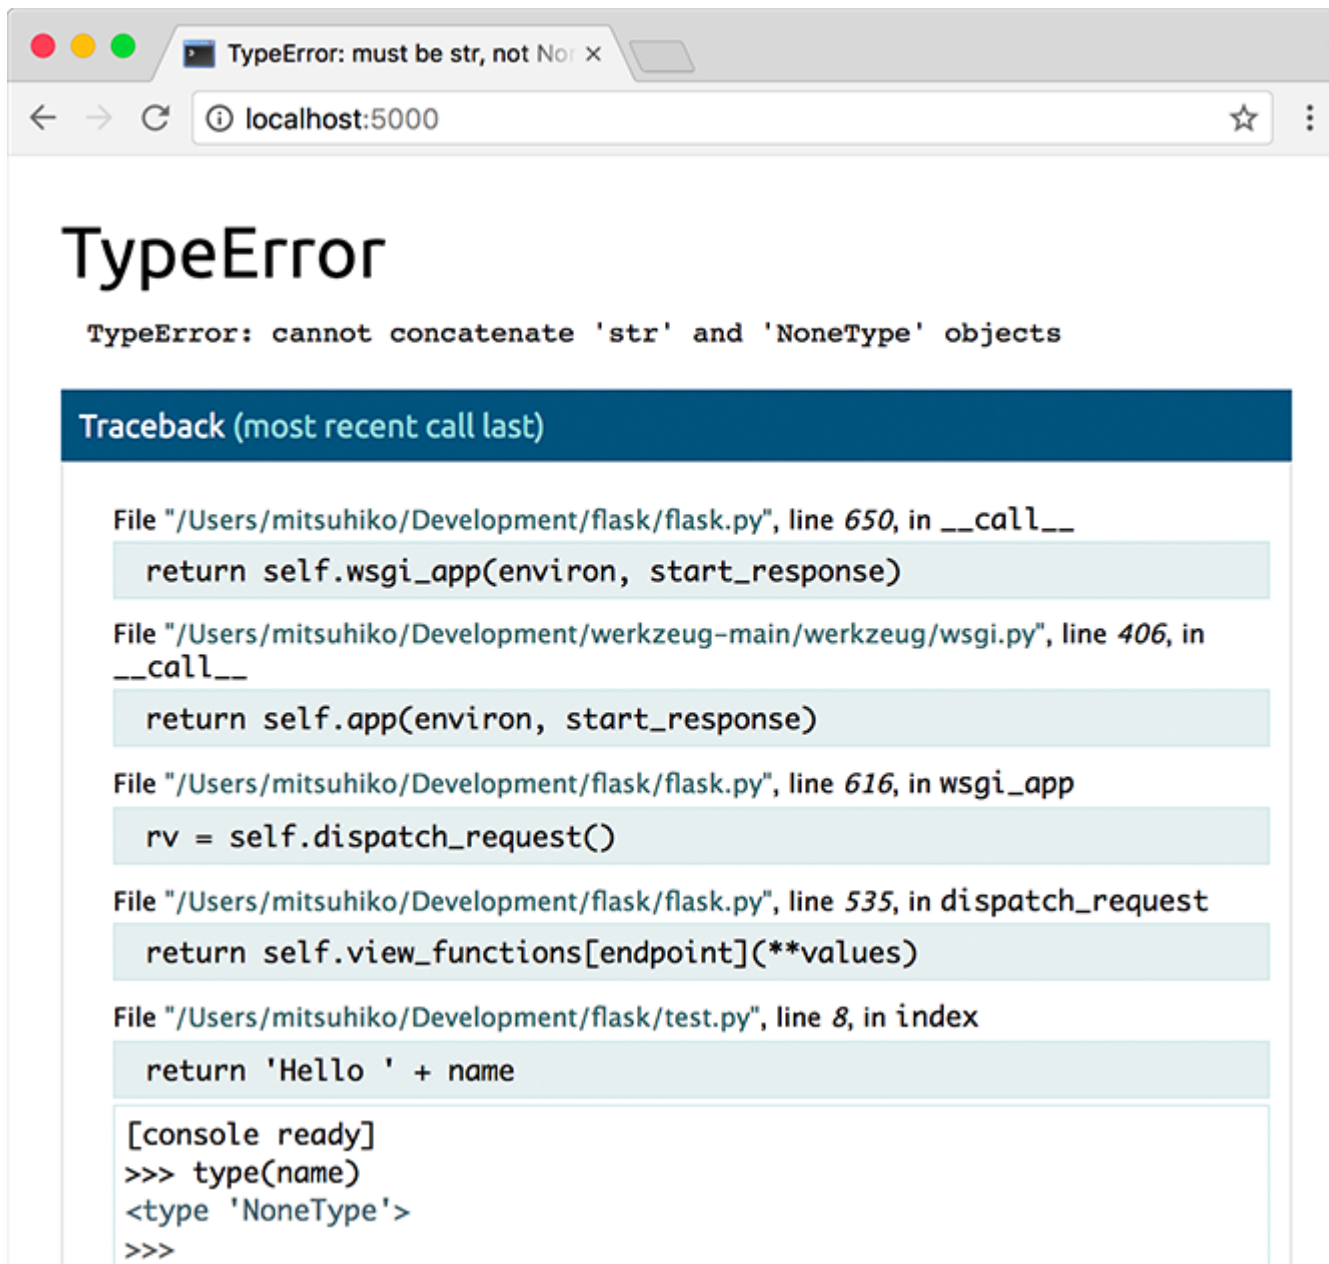 TypeError: must be str, not Nor
localhost:5000
TypeError
TypeError: cannot concatenate 'str' and 'NoneType' objects
Traceback (most recent call last)
File "/Users/mitsuhiko/Development/flask/flask.py", line 650, in __call__
return self.wsgi_app(environ, start_response)
File "/Users/mitsuhiko/Development/werkzeug-main/werkzeug/wsgi.py", line 406, in
__call__
return self.app(environ, start_response)
File "/Users/mitsuhiko/Development/flask/flask.py", line 616, in wsgi_app
rv = self.dispatch_request()
File "/Users/mitsuhiko/Development/flask/flask.py", line 535, in dispatch_request
return self.view_functions[endpoint](**values)
File "/Users/mitsuhiko/Development/flask/test.py", line 8, in index
return 'Hello ' + name
[console ready]
>>> type(name)
<type 'NoneType'>
>>>